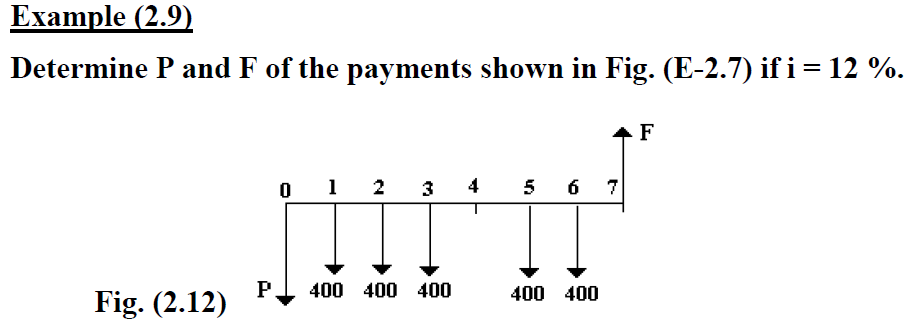 Example (2.9)
Determine P and F of the payments shown in Fig. (E-2.7) if i = 12 %.
F
0 1 2 3 4 5 6 7
P 400 400 400 400 400
Fig. (2.12)